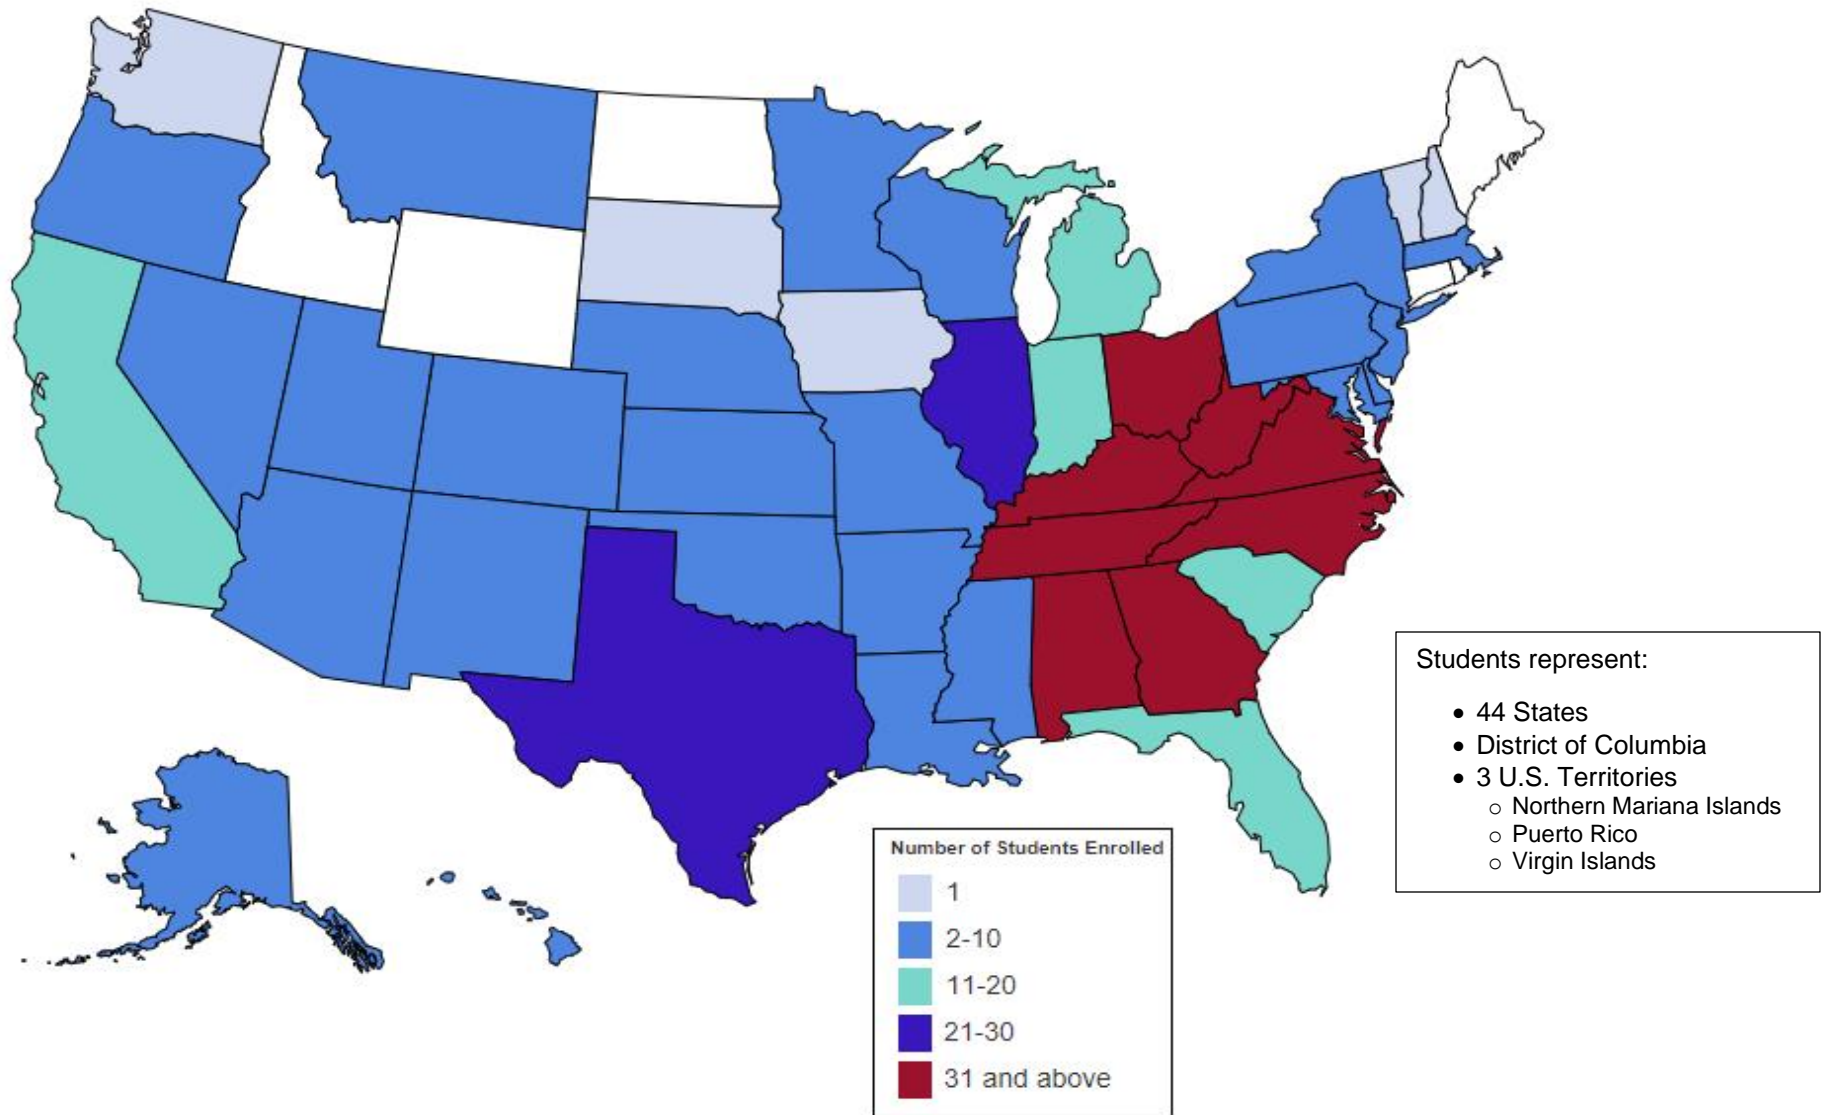 Students represent:
• 44 States
• District of Columbia
• 3 U.S. Territories
o Northern Mariana Islands
o Puerto Rico
o Virgin Islands
Number of Students Enrolled
1
2-10
11-20
21-30
31 and above